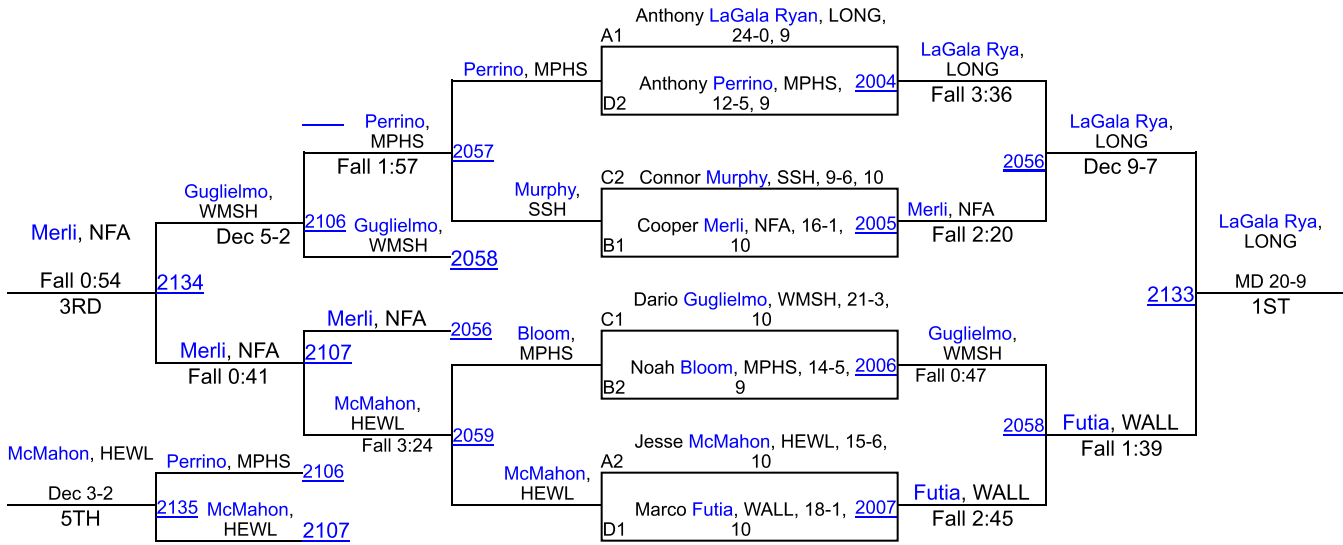 Anthony LaGala Ryan, LONG,
24-0, 9
A1
Anthony Perrino, MPHS,
12-5, 9
2004
D2
C2
Connor Murphy, SSH, 9-6, 10
Cooper Merli, NFA, 16-1,
10
2005
B1
Dario Guglielmo, WMSH, 21-3,
10
C1
Noah Bloom, MPHS, 14-5,
9
2006
B2
Jesse McMahon, HEWL, 15-6,
10
A2
Marco Futia, WALL, 18-1,
10
2007
D1
LaGala Rya,
LONG
Fall 3:36
Merli, NFA
Fall 2:20
2056
Guglielmo,
WMSH
Fall 0:47
Futia, WALL
Fall 2:45
2058
LaGala Rya,
LONG
Dec 9-7
Futia, WALL
Fall 1:39
2133
LaGala Rya,
LONG
MD 20-9
1ST
Perrino, MPHS
Murphy,
SSH
2057
Bloom,
MPHS
McMahon,
HEWL
2059
Perrino,
MPHS
Fall 1:57
Guglielmo,
WMSH
2058
2106
Merli, NFA
2056
McMahon,
HEWL
Fall 3:24
2107
Guglielmo,
WMSH
Dec 5-2
Merli, NFA
Fall 0:41
2134
Merli, NFA
Fall 0:54
3RD
Perrino, MPHS
2106
McMahon,
HEWL
2107
2135
McMahon, HEWL
Dec 3-2
5TH